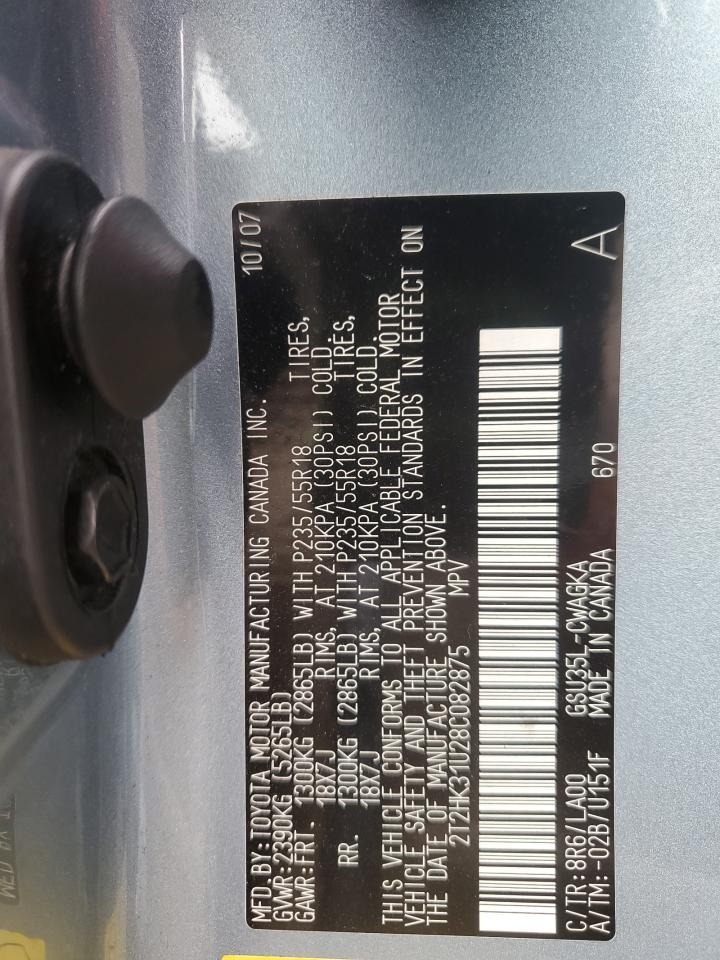 MFD. BY: TOYOTA MOTOR MANUFACTURING CANADA INC. 10/07
GVWR: 2390KG (5265LB)
GAWR: FRT. 1300KG (2865LB) WITH P235/55R18 TIRES,
18X7J RIMS, AT 210KPA (30PSI) COLD.
RR. 1300KG (2865LB) WITH P235/55R18 TIRES,
18X7J RIMS, AT 210KPA (30PSI) COLD.
THIS VEHICLE CONFORMS TO ALL APPLICABLE FEDERAL MOTOR
VEHICLE SAFETY AND THEFT PREVENTION STANDARDS IN EFFECT ON
THE DATE OF MANUFACTURE SHOWN ABOVE.
2T2HK31U28C082875 MPV
C/TR: 8R6/LA00 GSU35L-CWAGKA A
A/TM: -02B/U151F MADE IN CANADA 670